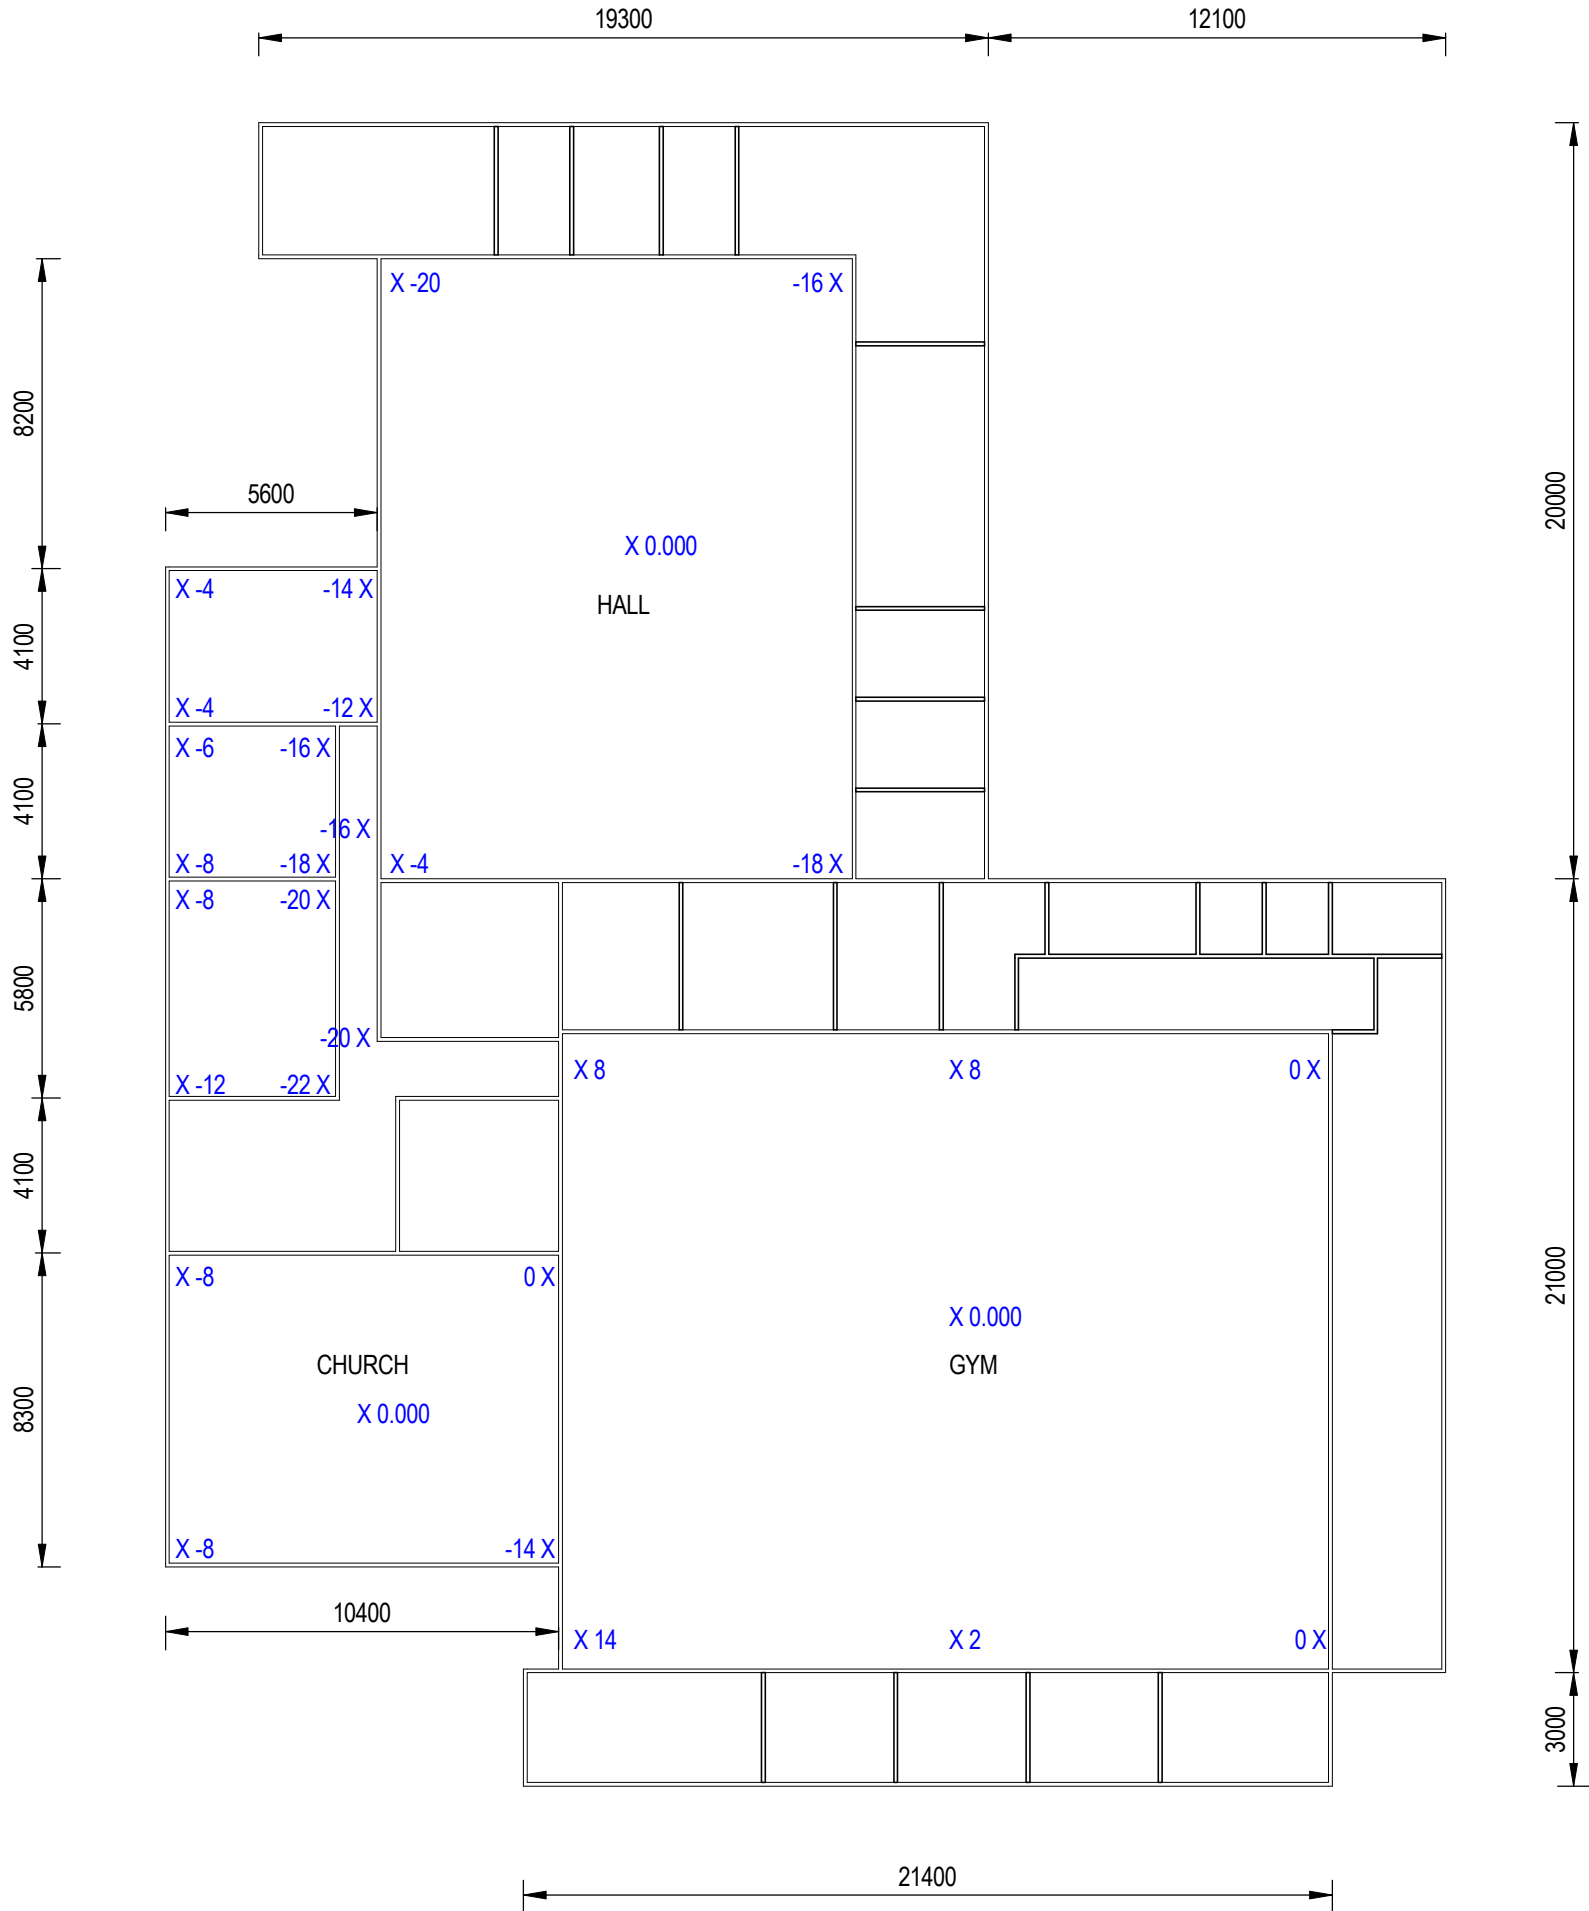 19300 12100
X -20 -16 X
8200
20000
5600
X 0.000
X -4 -14 X
HALL
4100
X -4 -12 X
X -6 -16 X
4100
-16 X
X -8 -18 X
X -4 -18 X
X -8 -20 X
5800
-20 X
X 8 X 8 0 X
X -12 -22 X
4100
X -8 0 X
21000
X 0.000
CHURCH
GYM
8300
X 0.000
X -8 -14 X
10400
X 14 X 2 0 X
3000
21400